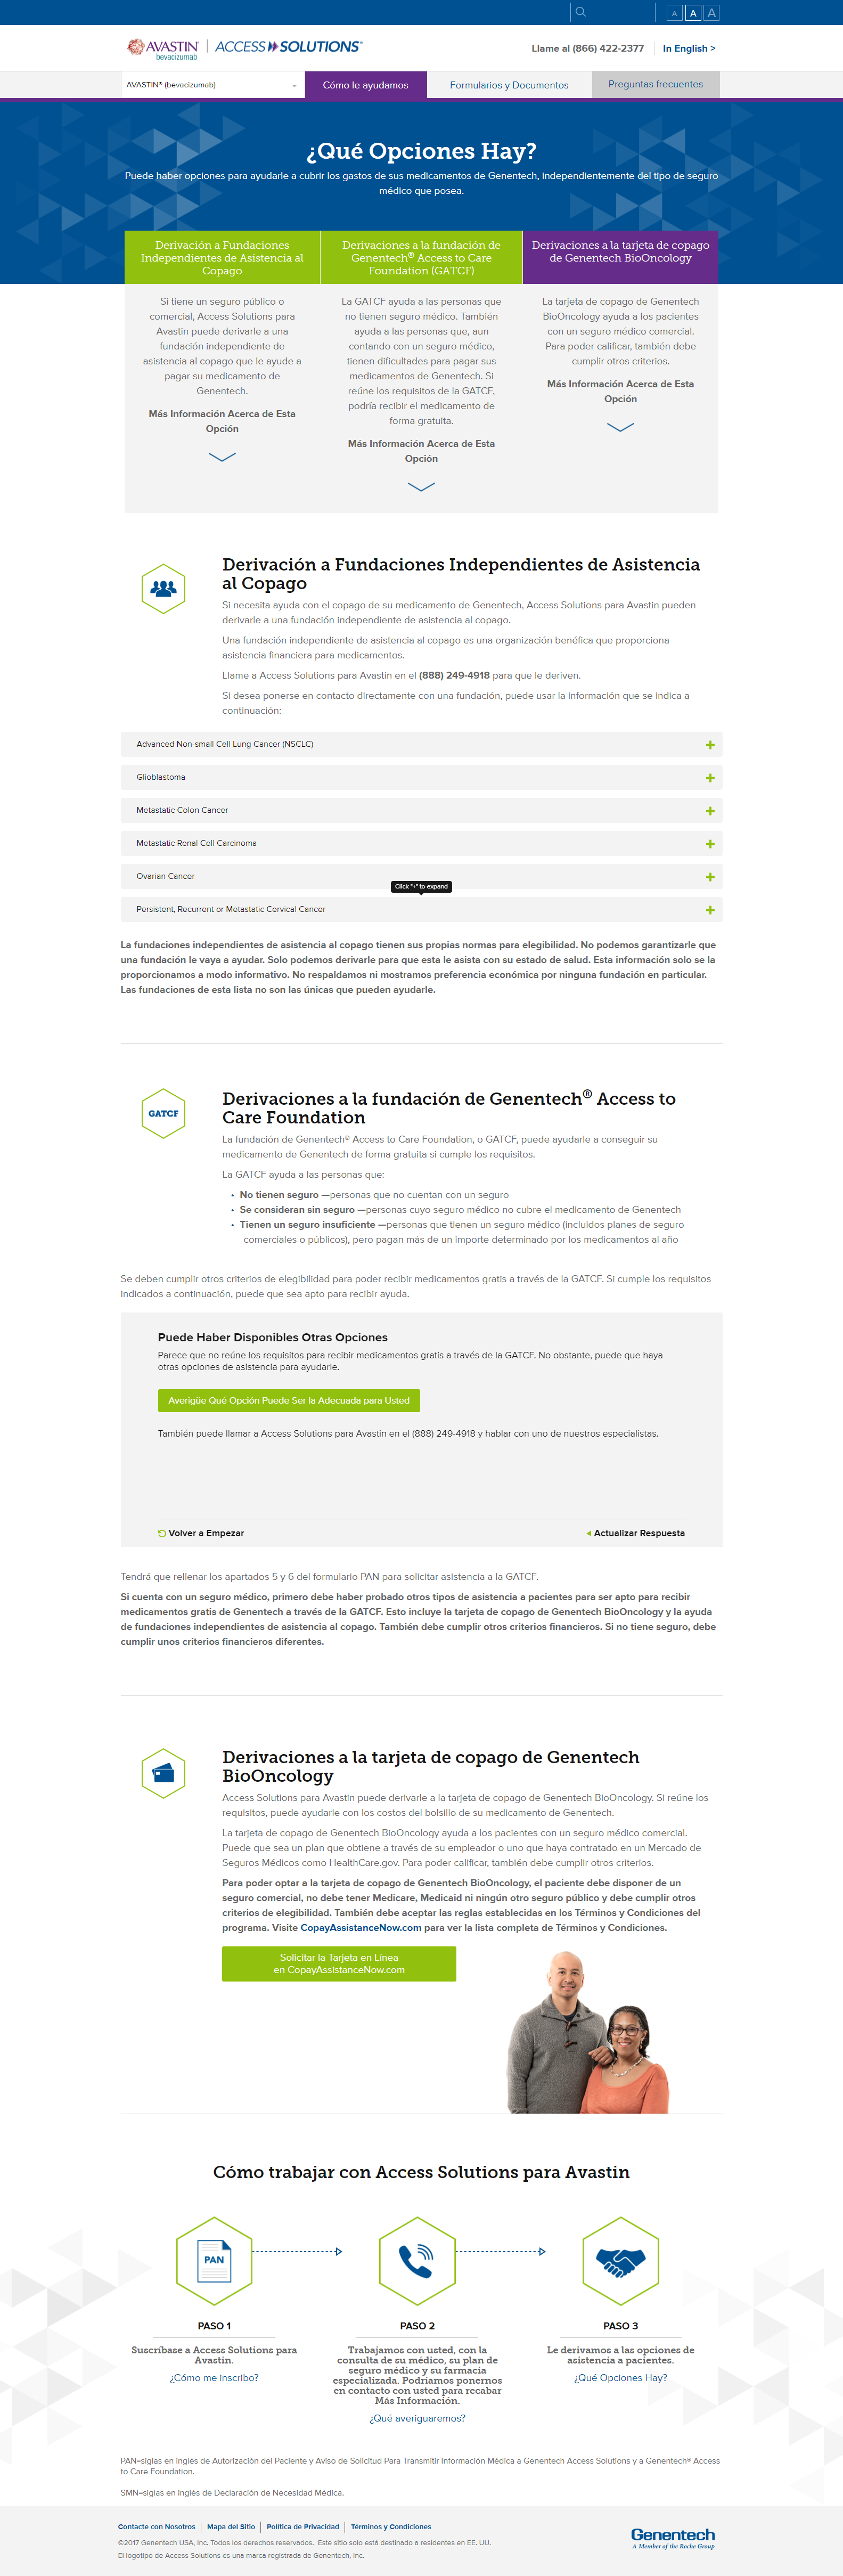 A A A
AVASTIN® bevacizumab | ACCESS SOLUTIONS®
Llame al (866) 422-2377
In English >
AVASTIN® (bevacizumab)
Cómo le ayudamos
Formularios y Documentos
Preguntas frecuentes
¿Qué Opciones Hay?
Puede haber opciones para ayudarle a cubrir los gastos de sus medicamentos de Genentech, independientemente del tipo de seguro
médico que posea.
Derivación a Fundaciones
Independientes de Asistencia al
Copago
Si tiene un seguro público o
comercial, Access Solutions para
Avastin puede derivarle a una
fundación independiente de
asistencia al copago que le ayude a
pagar su medicamento de
Genentech.
Más Información Acerca de Esta
Opción
Derivaciones a la fundación de
Genentech® Access to Care
Foundation (GATCF)
La GATCF ayuda a las personas que
no tienen seguro médico. También
ayuda a las personas que, aun
contando con un seguro médico,
tienen dificultades para pagar sus
medicamentos de Genentech. Si
reúne los requisitos de la GATCF,
podría recibir el medicamento de
forma gratuita.
Más Información Acerca de Esta
Opción
Derivaciones a la tarjeta de copago
de Genentech BioOncology
La tarjeta de copago de Genentech
BioOncology ayuda a los pacientes
con un seguro médico comercial.
Para poder calificar, también debe
cumplir otros criterios.
Más Información Acerca de Esta
Opción
Derivación a Fundaciones Independientes de Asistencia
al Copago
Si necesita ayuda con el copago de su medicamento de Genentech, Access Solutions para Avastin pueden
derivarle a una fundación independiente de asistencia al copago.
Una fundación independiente de asistencia al copago es una organización benéfica que proporciona
asistencia financiera para medicamentos.
Llame a Access Solutions para Avastin en el (888) 249-4918 para que le deriven.
Si desea ponerse en contacto directamente con una fundación, puede usar la información que se indica a
continuación:
Advanced Non-small Cell Lung Cancer (NSCLC)
Glioblastoma
Metastatic Colon Cancer
Metastatic Renal Cell Carcinoma
Ovarian Cancer
Click "+" to expand
Persistent, Recurrent or Metastatic Cervical Cancer
La fundaciones independientes de asistencia al copago tienen sus propias normas para elegibilidad. No podemos garantizarle que
una fundación le vaya a ayudar. Solo podemos derivarle para que esta le asista con su estado de salud. Esta información solo se la
proporcionamos a modo informativo. No respaldamos ni mostramos preferencia económica por ninguna fundación en particular.
Las fundaciones de esta lista no son las únicas que pueden ayudarle.
GATCF
Derivaciones a la fundación de Genentech® Access to
Care Foundation
La fundación de Genentech® Access to Care Foundation, o GATCF, puede ayudarle a conseguir su
medicamento de Genentech de forma gratuita si cumple los requisitos.
La GATCF ayuda a las personas que:
• No tienen seguro —personas que no cuentan con un seguro
• Se consideran sin seguro —personas cuyo seguro médico no cubre el medicamento de Genentech
• Tienen un seguro insuficiente —personas que tienen un seguro médico (incluidos planes de seguro
comerciales o públicos), pero pagan más de un importe determinado por los medicamentos al año
Se deben cumplir otros criterios de elegibilidad para poder recibir medicamentos gratis a través de la GATCF. Si cumple los requisitos
indicados a continuación, puede que sea apto para recibir ayuda.
Puede Haber Disponibles Otras Opciones
Parece que no reúne los requisitos para recibir medicamentos gratis a través de la GATCF. No obstante, puede que haya
otras opciones de asistencia para ayudarle.
Averigüe Qué Opción Puede Ser la Adecuada para Usted
También puede llamar a Access Solutions para Avastin en el (888) 249-4918 y hablar con uno de nuestros especialistas.
Volver a Empezar
Actualizar Respuesta
Tendrá que rellenar los apartados 5 y 6 del formulario PAN para solicitar asistencia a la GATCF.
Si cuenta con un seguro médico, primero debe haber probado otros tipos de asistencia a pacientes para ser apto para recibir
medicamentos gratis de Genentech a través de la GATCF. Esto incluye la tarjeta de copago de Genentech BioOncology y la ayuda
de fundaciones independientes de asistencia al copago. También debe cumplir otros criterios financieros. Si no tiene seguro, debe
cumplir unos criterios financieros diferentes.
Derivaciones a la tarjeta de copago de Genentech
BioOncology
Access Solutions para Avastin puede derivarle a la tarjeta de copago de Genentech BioOncology. Si reúne los
requisitos, puede ayudarle con los costos del bolsillo de su medicamento de Genentech.
La tarjeta de copago de Genentech BioOncology ayuda a los pacientes con un seguro médico comercial.
Puede que sea un plan que obtiene a través de su empleador o uno que haya contratado en un Mercado de
Seguros Médicos como HealthCare.gov. Para poder calificar, también debe cumplir otros criterios.
Para poder optar a la tarjeta de copago de Genentech BioOncology, el paciente debe disponer de un
seguro comercial, no debe tener Medicare, Medicaid ni ningún otro seguro público y debe cumplir otros
criterios de elegibilidad. También debe aceptar las reglas establecidas en los Términos y Condiciones del
programa. Visite CopayAssistanceNow.com para ver la lista completa de Términos y Condiciones.
Solicitar la Tarjeta en Línea
en CopayAssistanceNow.com
Cómo trabajar con Access Solutions para Avastin
PAN
PASO 1
Suscríbase a Access Solutions para
Avastin.
¿Cómo me inscribo?
PASO 2
Trabajamos con usted, con la
consulta de su médico, su plan de
seguro médico y su farmacia
especializada. Podríamos ponernos
en contacto con usted para recabar
Más Información.
¿Qué averiguaremos?
PASO 3
Le derivamos a las opciones de
asistencia a pacientes.
¿Qué Opciones Hay?
PAN=siglas en inglés de Autorización del Paciente y Aviso de Solicitud Para Transmitir Información Médica a Genentech Access Solutions y a Genentech® Access
to Care Foundation.
SMN=siglas en inglés de Declaración de Necesidad Médica.
Contacte con Nosotros | Mapa del Sitio | Política de Privacidad | Términos y Condiciones
©2017 Genentech USA, Inc. Todos los derechos reservados. Este sitio solo está destinado a residentes en EE. UU.
El logotipo de Access Solutions es una marca registrada de Genentech, Inc.
Genentech
A Member of the Roche Group